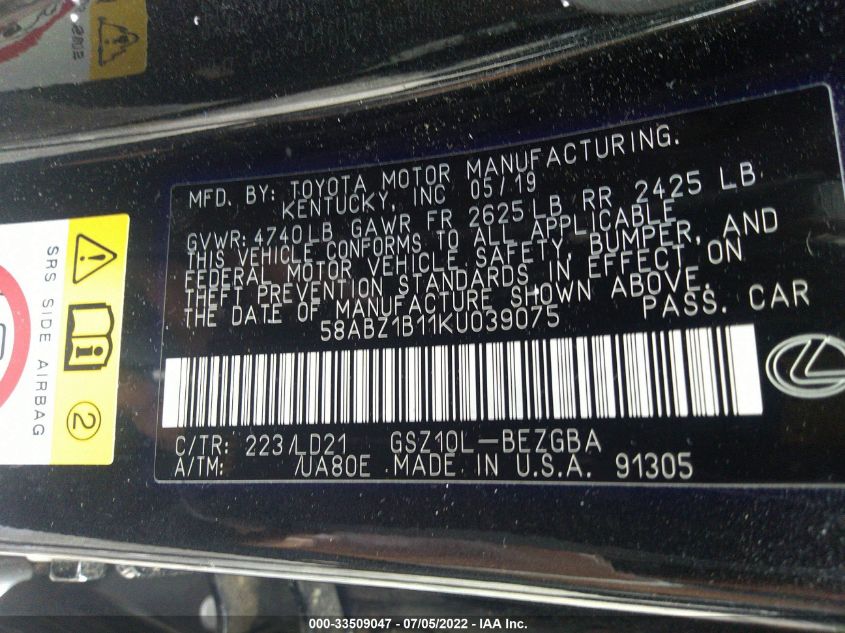 MFD. BY: TOYOTA MOTOR MANUFACTURING.
KENTUCKY, INC 05/19
GVWR: 4740LB GAWR FR 2625LB RR 2425 LB
THIS VEHICLE CONFORMS TO ALL APPLICABLE
FEDERAL MOTOR VEHICLE SAFETY, BUMPER, AND
THEFT PREVENTION STANDARDS IN EFFECT ON
THE DATE OF MANUFACTURE SHOWN ABOVE.
58ABZ1B11KU039075 PASS. CAR
C/TR: 223/LD21 GSZ10L-BEZGBA
A/TM: /UA80E MADE IN U.S.A. 91305
SRS SIDE AIRBAG
2
000-33509047 - 07/05/2022 - IAA Inc.